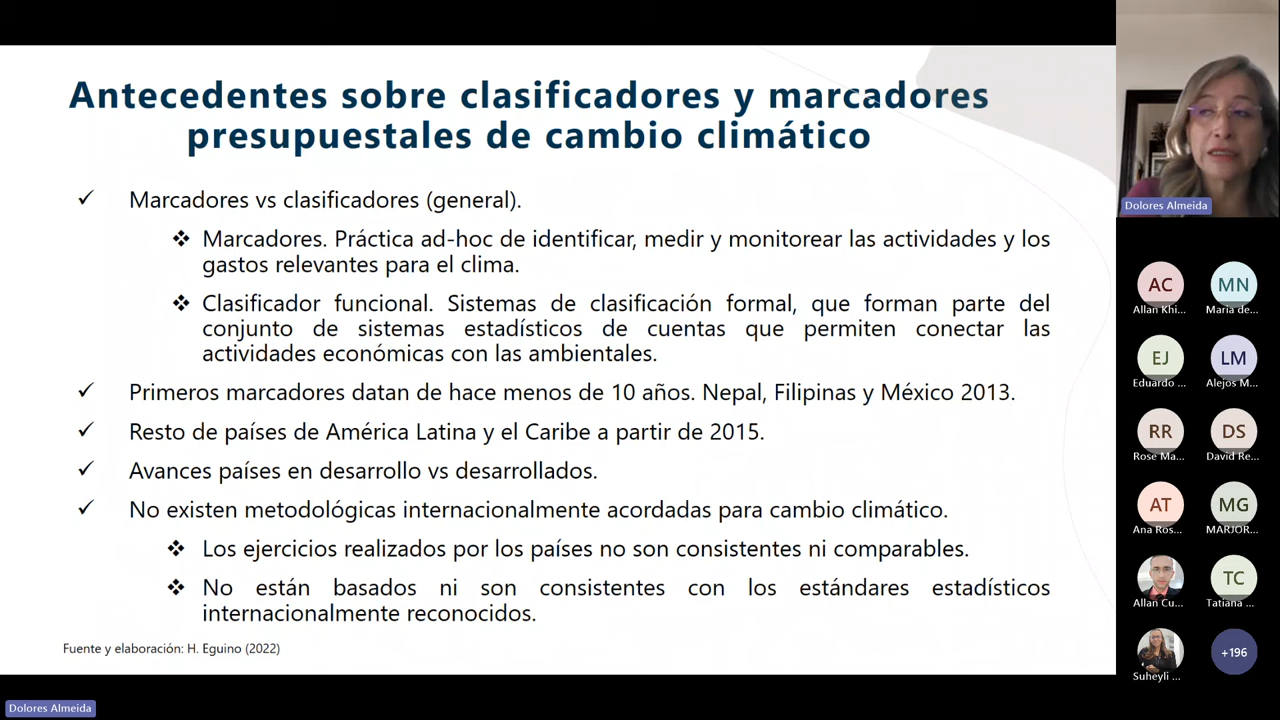 Antecedentes sobre clasificadores y marcadores
presupuestales de cambio climático
✓ Marcadores vs clasificadores (general).
❖ Marcadores. Práctica ad-hoc de identificar, medir y monitorear las actividades y los
gastos relevantes para el clima.
❖ Clasificador funcional. Sistemas de clasificación formal, que forman parte del
conjunto de sistemas estadísticos de cuentas que permiten conectar las
actividades económicas con las ambientales.
✓ Primeros marcadores datan de hace menos de 10 años. Nepal, Filipinas y México 2013.
✓ Resto de países de América Latina y el Caribe a partir de 2015.
✓ Avances países en desarrollo vs desarrollados.
✓ No existen metodológicas internacionalmente acordadas para cambio climático.
❖ Los ejercicios realizados por los países no son consistentes ni comparables.
❖ No están basados ni son consistentes con los estándares estadísticos
internacionalmente reconocidos.
Fuente y elaboración: H. Eguino (2022)
Dolores Almeida
Dolores Almeida
AC MN
Allan Khi... Maria de...
EJ LM
Eduardo ... Alejos M...
RR DS
Rose Ma... David Re...
AT MG
Ana Ros... MARJOR...
TC
Allan Cu... Tatiana ...
+196
Suheyli ...